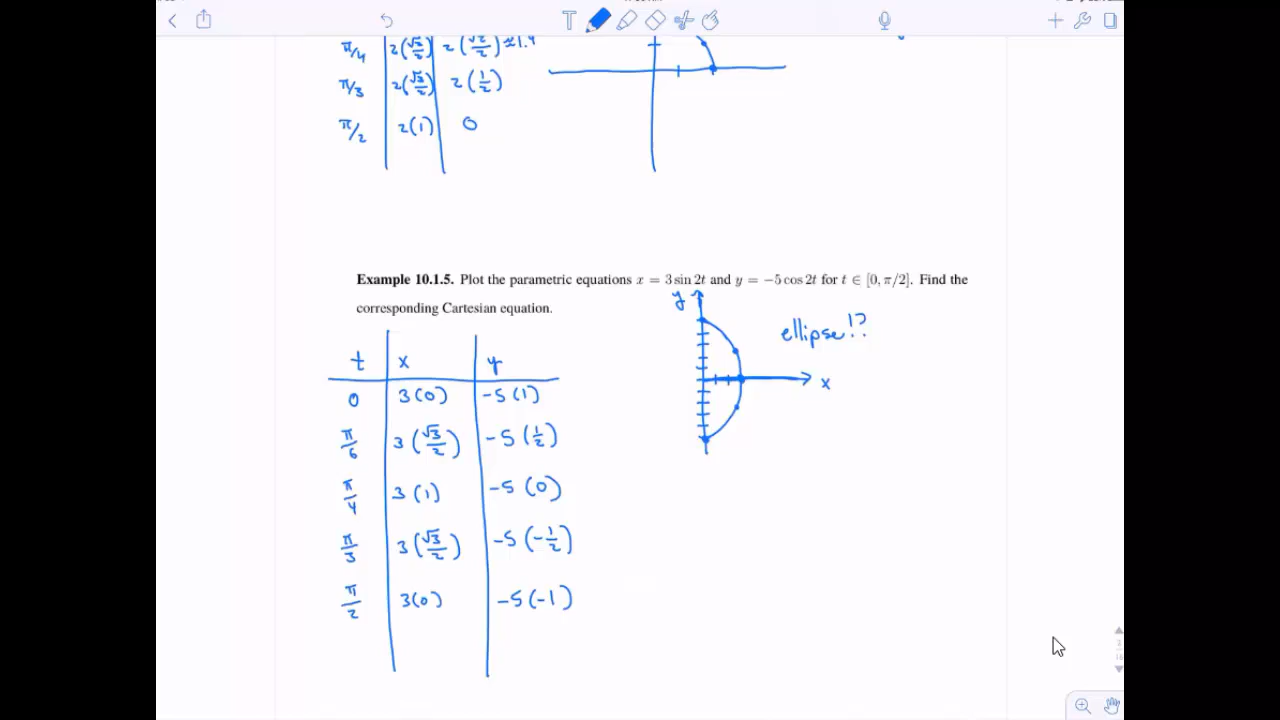 π/4 2(√2/2) 2(√2/2)≈1.4
π/3 2(√3/2) 2(1/2)
π/2 2(1) 0
Example 10.1.5. Plot the parametric equations x = 3 sin 2t and y = −5 cos 2t for t ∈ [0, π/2]. Find the
corresponding Cartesian equation.
y
ellipse!?
x
t x y
0 3(0) -5(1)
π/6 3(√3/2) -5(1/2)
π/4 3(1) -5(0)
π/3 3(√3/2) -5(-1/2)
π/2 3(0) -5(-1)